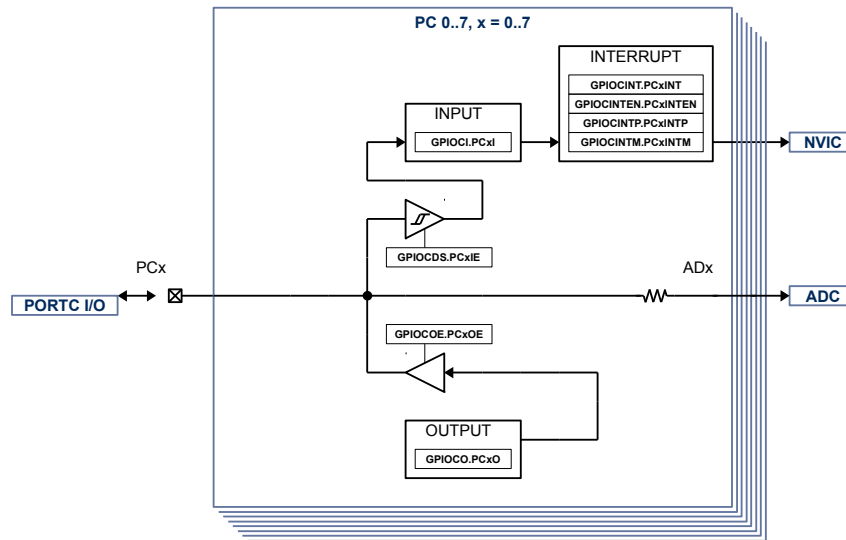 PC 0..7, x = 0..7
INTERRUPT
GPIOCINT.PCxINT
GPIOCINTEN.PCxINTEN
GPIOCINTP.PCxINTP
GPIOCINTM.PCxINTM
INPUT
GPIOCI.PCxI
NVIC
GPIOCDS.PCxIE
PCx
ADx
PORTC I/O
ADC
GPIOCOE.PCxOE
OUTPUT
GPIOCO.PCxO